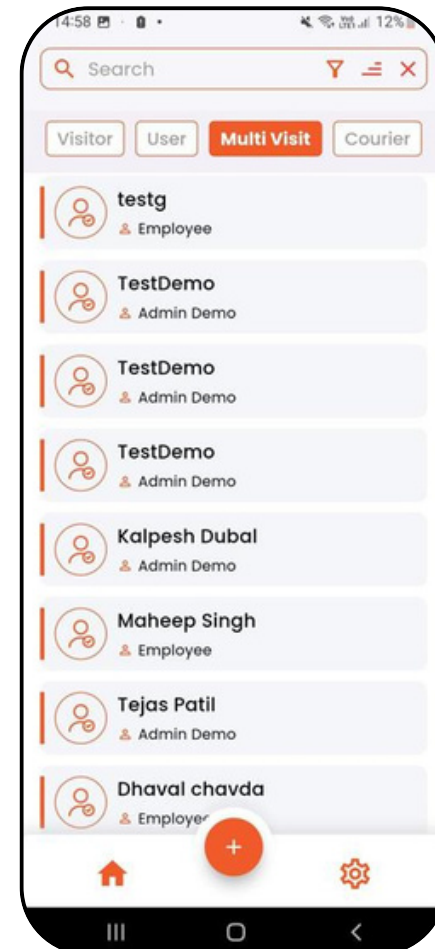 14:58 12%
Search
Visitor User Multi Visit Courier
testg
Employee
TestDemo
Admin Demo
TestDemo
Admin Demo
TestDemo
Admin Demo
Kalpesh Dubal
Admin Demo
Maheep Singh
Employee
Tejas Patil
Admin Demo
Dhaval chavda